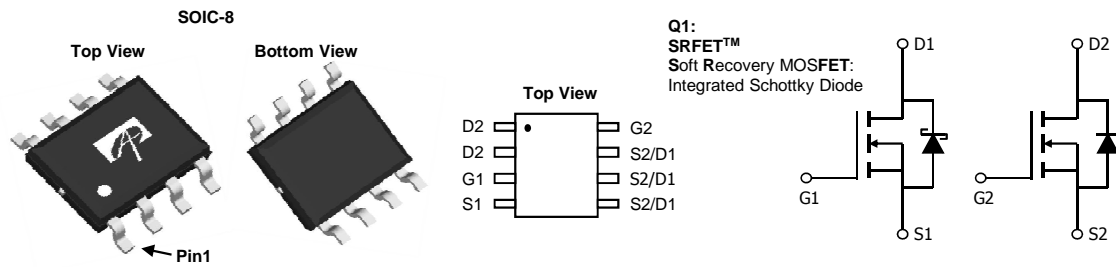 SOIC-8
Top View
Bottom View
Pin1
Top View
D2
D2
G1
S1
G2
S2/D1
S2/D1
S2/D1
Q1:
SRFET™
Soft Recovery MOSFET:
Integrated Schottky Diode
D1
G1
S1
D2
G2
S2